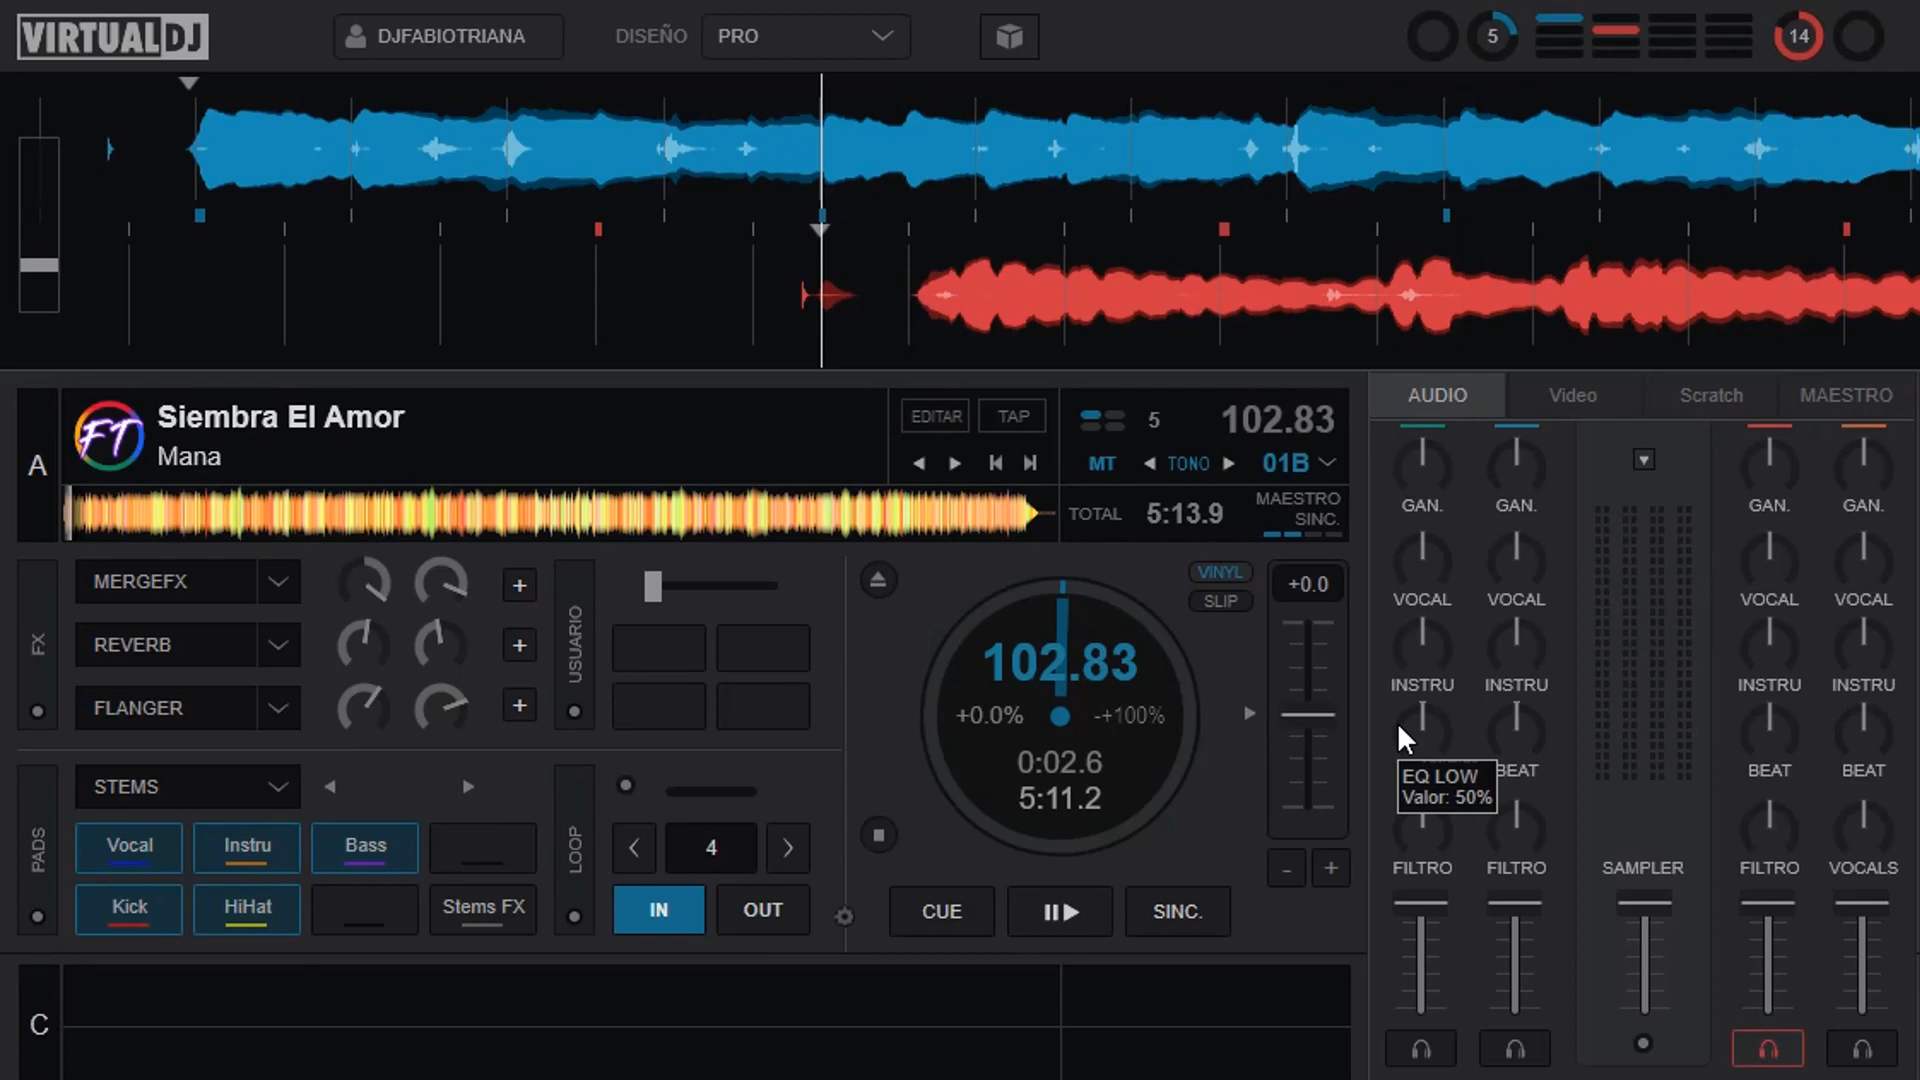 VIRTUALDJ
DJFABIOTRIANA
DISEÑO
PRO
5
14
AUDIO
Video
Scratch
MAESTRO
A
FT
Siembra El Amor
Mana
EDITAR
TAP
5
102.83
MT
TONO
01B
TOTAL
5:13.9
MAESTRO
SINC.
GAN.
GAN.
GAN.
GAN.
VOCAL
VOCAL
VOCAL
VOCAL
INSTRU
INSTRU
INSTRU
INSTRU
EQ LOW
Valor: 50%
BEAT
BEAT
BEAT
FILTRO
FILTRO
SAMPLER
FILTRO
VOCALS
FX
MERGEFX
REVERB
FLANGER
+
+
+
USUARIO
VINYL
SLIP
+0.0
102.83
+0.0%
-+100%
0:02.6
5:11.2
-
+
PADS
STEMS
Vocal
Instru
Bass
Kick
HiHat
Stems FX
LOOP
4
IN
OUT
CUE
SINC.
C